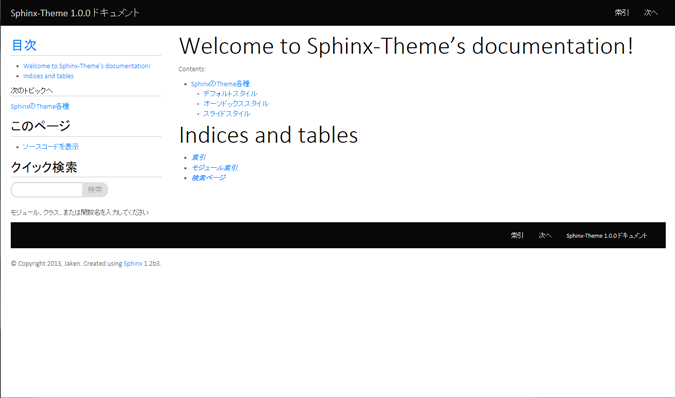 Sphinx-Theme 1.0.0ドキュメント
索引 次へ
目次
Welcome to Sphinx-Theme's documentation!
Indices and tables
次のトピックへ
SphinxのTheme各種
このページ
ソースコードを表示
クイック検索
検索
モジュール、クラス、または関数名を入力してください
Welcome to Sphinx-Theme’s documentation!
Contents:
SphinxのTheme各種
デフォルトスタイル
オーソドックススタイル
スライドスタイル
Indices and tables
索引
モジュール索引
検索ページ
索引 次へ Sphinx-Theme 1.0.0ドキュメント
© Copyright 2013, Jaken. Created using Sphinx 1.2b3.